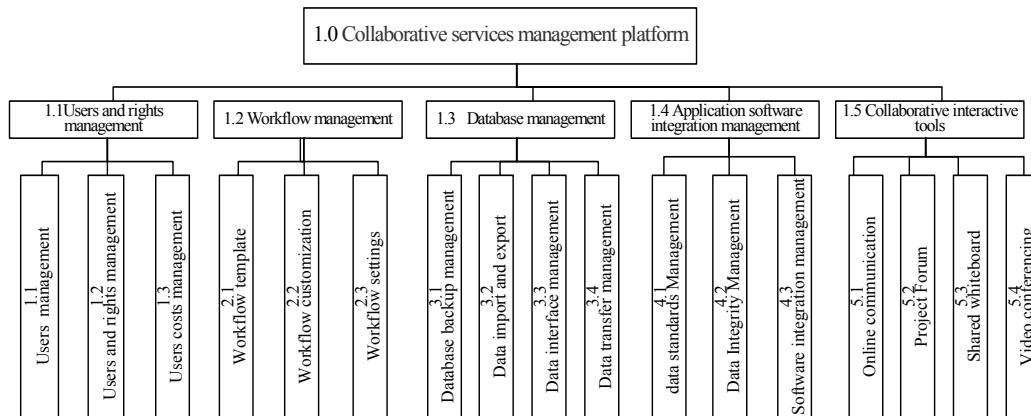 1.0 Collaborative services management platform
1.1Users and rights
management
1.2 Workflow management
1.3 Database management
1.4 Application software
integration management
1.5 Collaborative interactive
tools
1.1
Users management
1.2
Users and rights management
1.3
Users costs management
2.1
Workflow template
2.2
Workflow customization
2.3
Workflow settings
3.1
Database backup management
3.2
Data import and export
3.3
Data interface management
3.4
Data transfer management
4.1
data standards Management
4.2
Data Integrity Management
4.3
Software integration management
5.1
Online communication
5.2
Project Forum
5.3
Shared whiteboard
5.4
Video conferencing